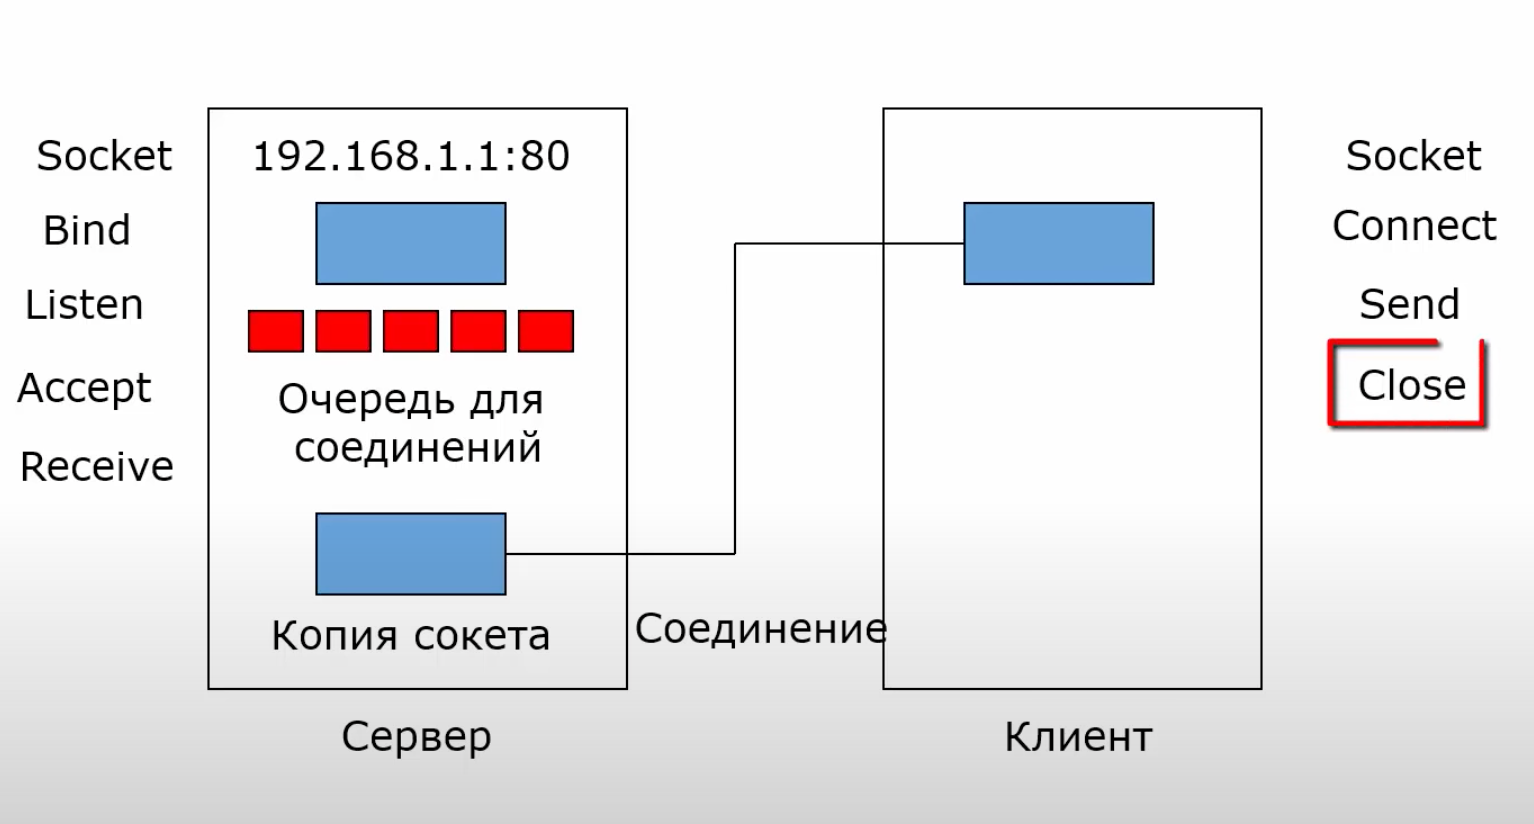 Socket
Bind
Listen
Accept
Receive
192.168.1.1:80
Очередь для
соединений
Копия сокета
Сервер
Соединение
Клиент
Socket
Connect
Send
Close